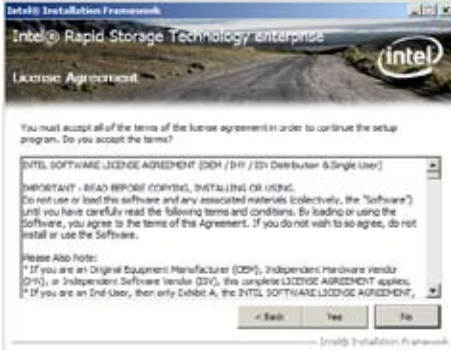 Intel® Installation Framework
Intel® Rapid Storage Technology enterprise
intel
License Agreement
You must accept all of the terms of the license agreement in order to continue the setup
program. Do you accept the terms?
INTEL SOFTWARE LICENSE AGREEMENT (OEM / IHV / ISV Distribution & Single User)
IMPORTANT - READ BEFORE COPYING, INSTALLING OR USING.
Do not use or load this software and any associated materials (collectively, the "Software")
until you have carefully read the following terms and conditions. By loading or using the
Software, you agree to the terms of this Agreement. If you do not wish to so agree, do not
install or use the Software.
Please Also Note:
* If you are an Original Equipment Manufacturer (OEM), Independent Hardware Vendor
(IHV), or Independent Software Vendor (ISV), this complete LICENSE AGREEMENT applies;
* If you are an End-User, then only Exhibit A, the INTEL SOFTWARE LICENSE AGREEMENT,
< Back
Yes
No
Intel® Installation Framework